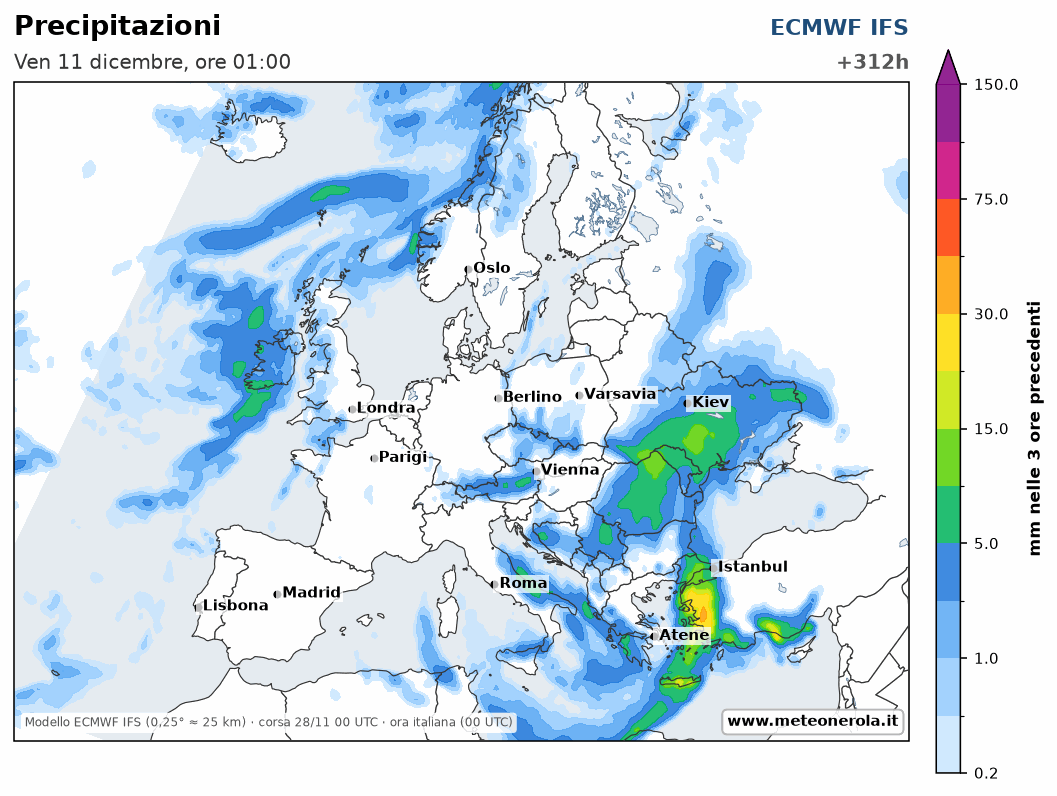 Precipitazioni
ECMWF IFS
Ven 11 dicembre, ore 01:00
+312h
150.0
75.0
30.0
15.0
5.0
1.0
0.2
mm nelle 3 ore precedenti
Oslo
Berlino
Varsavia
Kiev
Londra
Parigi
Vienna
Istanbul
Roma
Madrid
Lisbona
Atene
Modello ECMWF IFS (0,25° ≈ 25 km) · corsa 28/11 00 UTC · ora italiana (00 UTC)
www.meteonerola.it